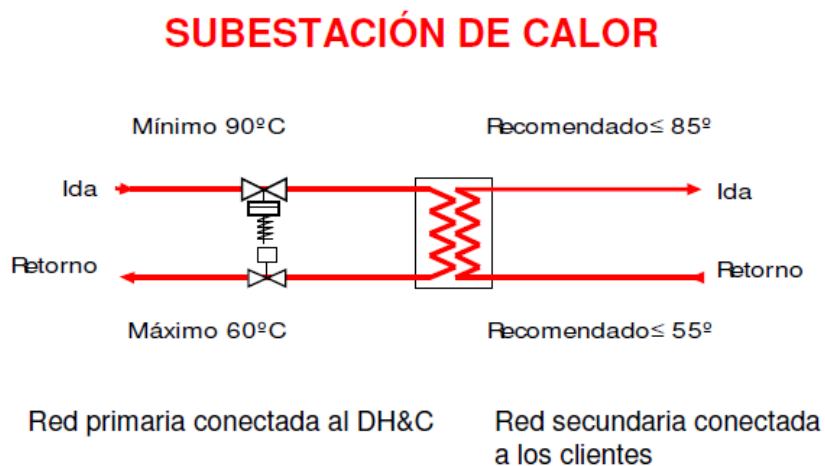 SUBESTACIÓN DE CALOR
Mínimo 90ºC
Recomendado≤ 85º
Ida
Ida
Retorno
Retorno
Máximo 60ºC
Recomendado≤ 55º
Red primaria conectada al DH&C
Red secundaria conectada
a los clientes